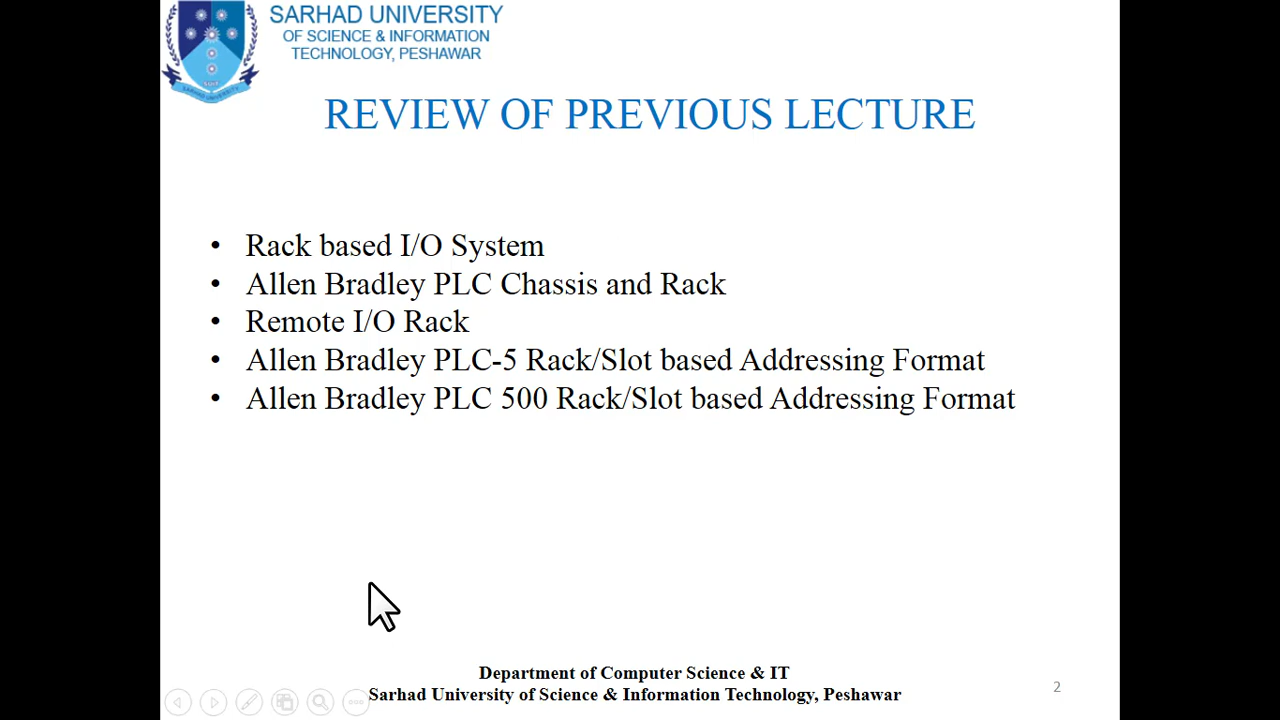 SARHAD UNIVERSITY
OF SCIENCE & INFORMATION
TECHNOLOGY, PESHAWAR
REVIEW OF PREVIOUS LECTURE
• Rack based I/O System
• Allen Bradley PLC Chassis and Rack
• Remote I/O Rack
• Allen Bradley PLC-5 Rack/Slot based Addressing Format
• Allen Bradley PLC 500 Rack/Slot based Addressing Format
Department of Computer Science & IT
Sarhad University of Science & Information Technology, Peshawar
2